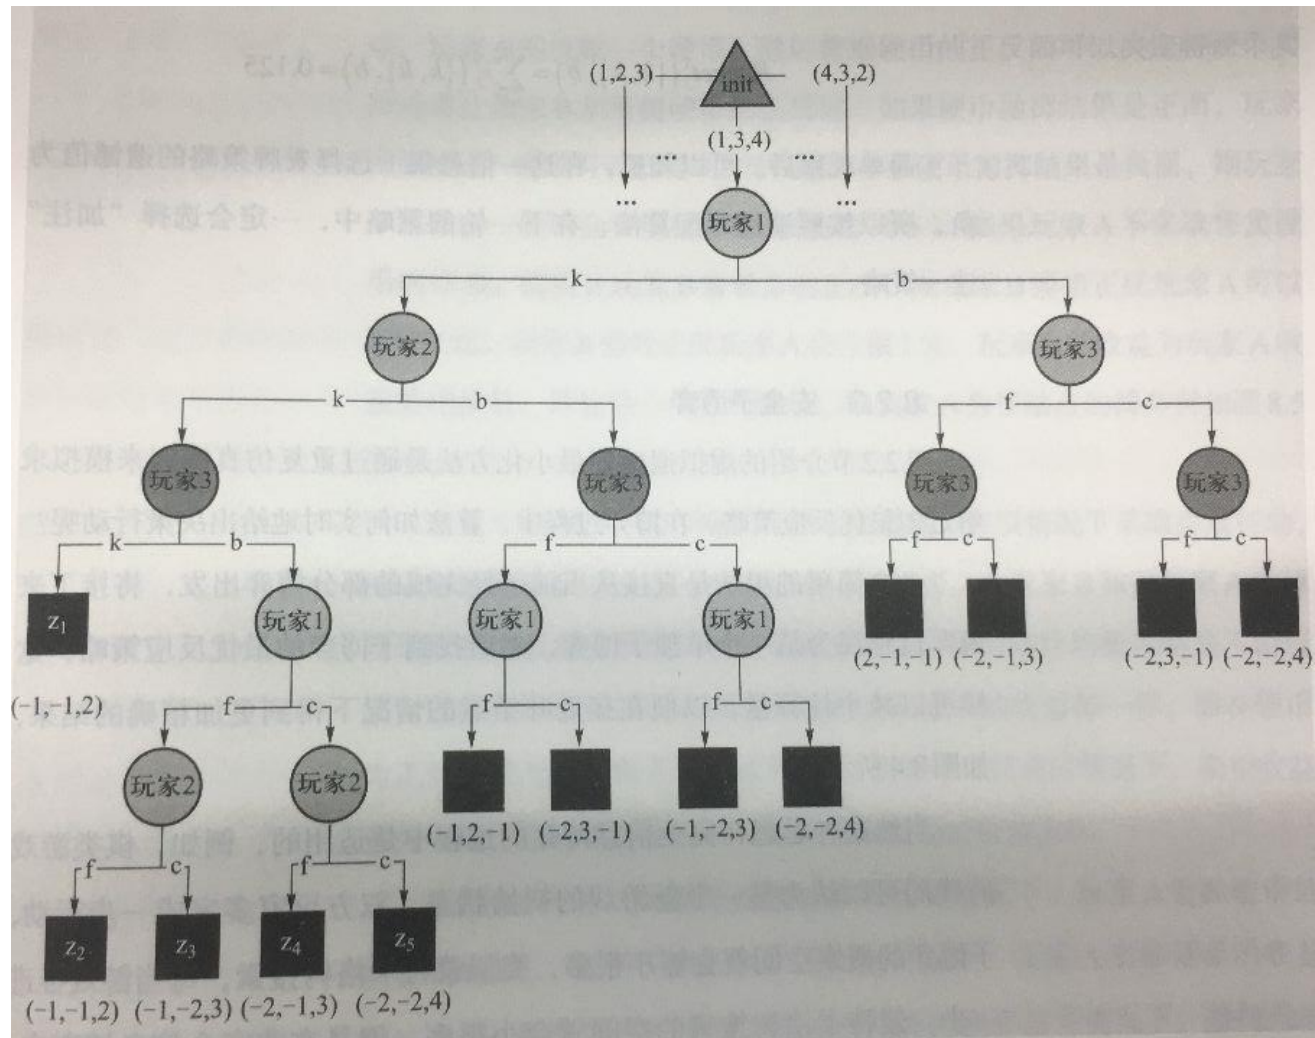 init
(1,2,3)
(4,3,2)
(1,3,4)
...
...
...
...
玩家1
k
b
玩家2
玩家3
k
b
f
c
玩家3
玩家3
玩家3
玩家3
k
b
f
c
f
c
f
c
z1
玩家1
玩家1
玩家1
(2,-1,-1)
(-2,-1,3)
(-2,3,-1)
(-2,-2,4)
(-1,-1,2)
f
c
f
c
f
c
玩家2
玩家2
(-1,2,-1)
(-2,3,-1)
(-1,-2,3)
(-2,-2,4)
f
c
f
c
z2
z3
z4
z5
(-1,-1,2)
(-1,-2,3)
(-2,-1,3)
(-2,-2,4)